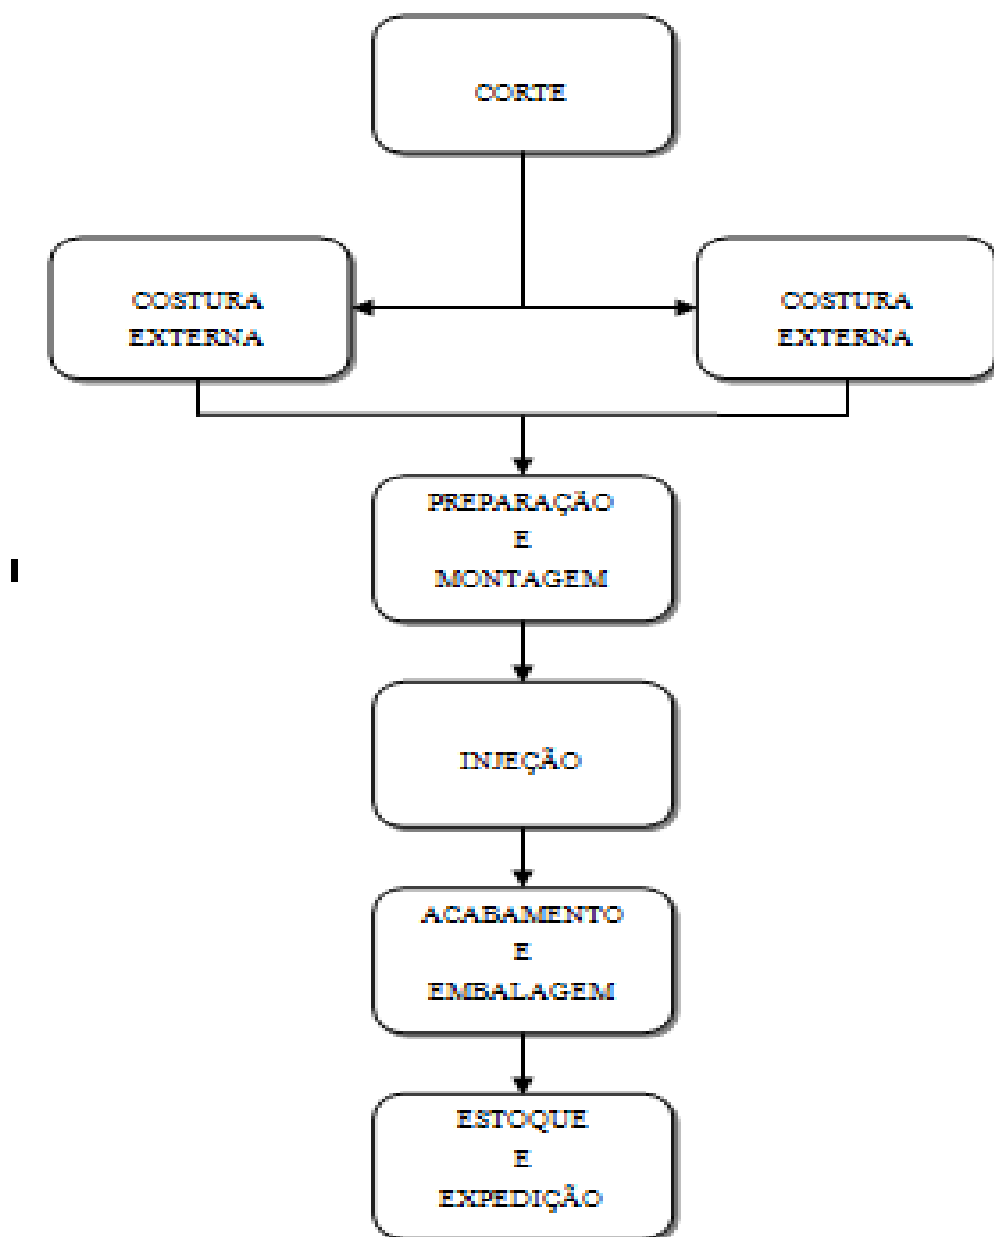 CORTE
COSTURA
EXTERNA
COSTURA
EXTERNA
PREPARAÇÃO
E
MONTAGEM
INJEÇÃO
ACABAMENTO
E
EMBALAGEM
ESTOQUE
E
EXPEDIÇÃO